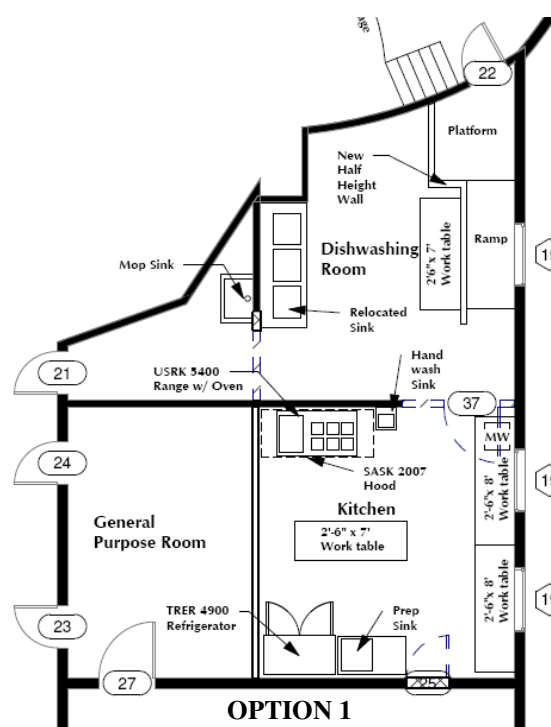 age
22
Platform
New
Half
Height
Wall
Dishwashing
Room
2'6"x 7'
Work table
Ramp
19
Mop Sink
Relocated
Sink
USRK 5400
Range w/ Oven
Hand
wash
Sink
21
37
MW
24
SASK 2007
Hood
Kitchen
2'-6" x 8'
Work table
19
General
Purpose Room
2'-6" x 7'
Work table
2'-6"x 8'
Work table
19
TRER 4900
Refrigerator
Prep
Sink
23
27
25
OPTION 1